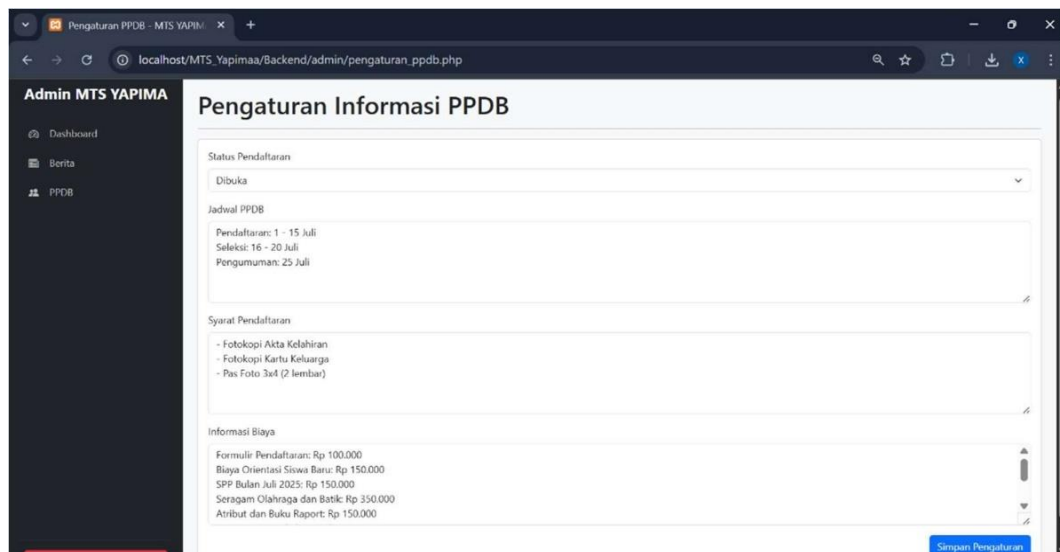 Pengaturan PPDB - MTS YAPIM
localhost/MTS_Yapimaa/Backend/admin/pengaturan_ppdb.php
X
Admin MTS YAPIMA
Dashboard
Berita
PPDB
Pengaturan Informasi PPDB
Status Pendaftaran
Dibuka
Jadwal PPDB
Pendaftaran: 1 - 15 Juli
Seleksi: 16 - 20 Juli
Pengumuman: 25 Juli
Syarat Pendaftaran
- Fotokopi Akta Kelahiran
- Fotokopi Kartu Keluarga
- Pas Foto 3x4 (2 lembar)
Informasi Biaya
Formulir Pendaftaran: Rp 100.000
Biaya Orientasi Siswa Baru: Rp 150.000
SPP Bulan Juli 2025: Rp 150.000
Seragam Olahraga dan Batik: Rp 350.000
Atribut dan Buku Raport: Rp 150.000
Simpan Pengaturan